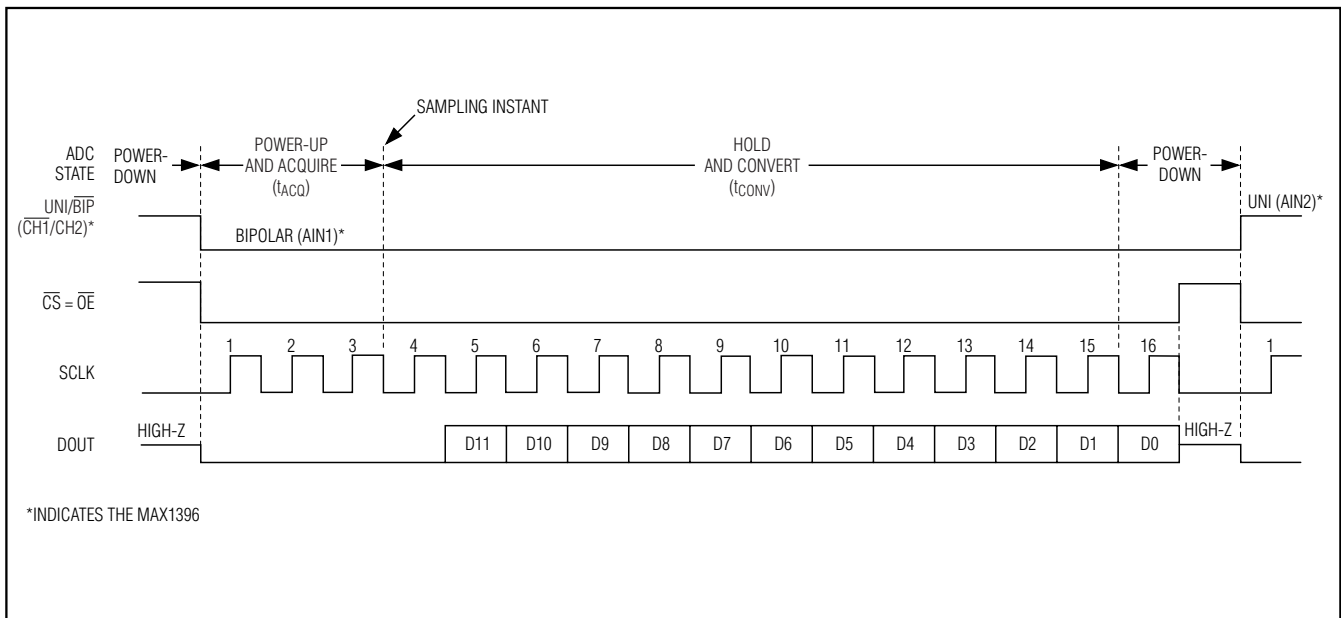 SAMPLING INSTANT
ADC
STATE
POWER-
DOWN
POWER-UP
AND ACQUIRE
(tACQ)
HOLD
AND CONVERT
(tCONV)
POWER-
DOWN
UNI/BIP
(CH1/CH2)*
BIPOLAR (AIN1)*
UNI (AIN2)*
CS = OE
SCLK
1 2 3 4 5 6 7 8 9 10 11 12 13 14 15 16 1
DOUT
HIGH-Z
D11 D10 D9 D8 D7 D6 D5 D4 D3 D2 D1 D0
HIGH-Z
*INDICATES THE MAX1396